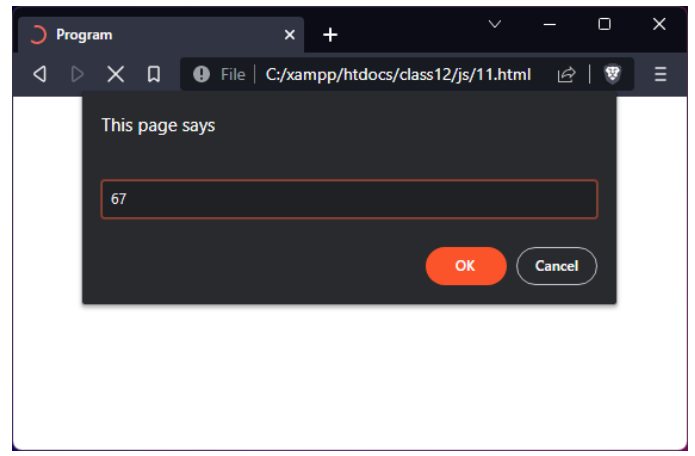 Program
File C:/xampp/htdocs/class12/js/11.html
This page says
67
OK Cancel